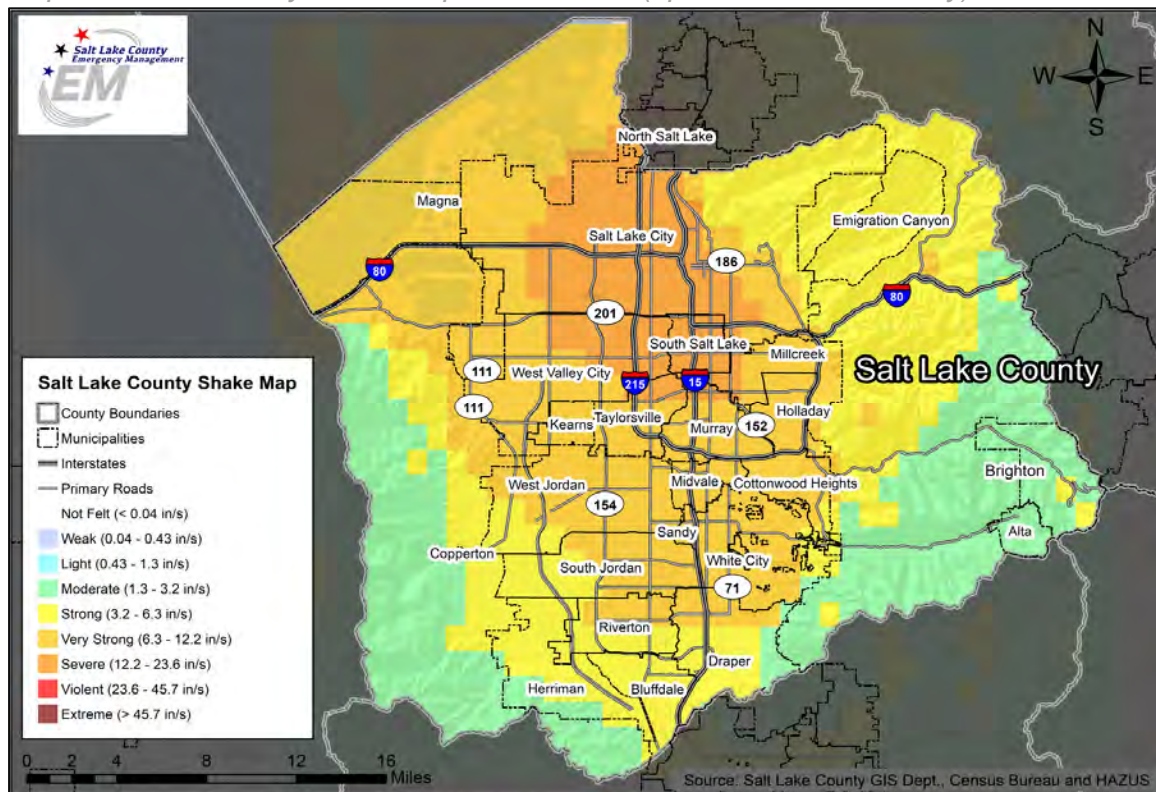 Salt Lake County
Emergency Management
EM
N
W E
S
North Salt Lake
Magna
Emigration Canyon
Salt Lake City
186
80
80
201
South Salt Lake
Millcreek
Salt Lake County
111
West Valley City
215
15
111
Taylorsville
Holladay
Kearns
Murray
152
Brighton
West Jordan
Midvale
Cottonwood Heights
154
Alta
Sandy
Copperton
White City
South Jordan
71
Riverton
Draper
Herriman
Bluffdale
Salt Lake County Shake Map
County Boundaries
Municipalities
Interstates
Primary Roads
Not Felt (< 0.04 in/s)
Weak (0.04 - 0.43 in/s)
Light (0.43 - 1.3 in/s)
Moderate (1.3 - 3.2 in/s)
Strong (3.2 - 6.3 in/s)
Very Strong (6.3 - 12.2 in/s)
Severe (12.2 - 23.6 in/s)
Violent (23.6 - 45.7 in/s)
Extreme (> 45.7 in/s)
0 2 4 8 12 16
Miles
Source: Salt Lake County GIS Dept., Census Bureau and HAZUS